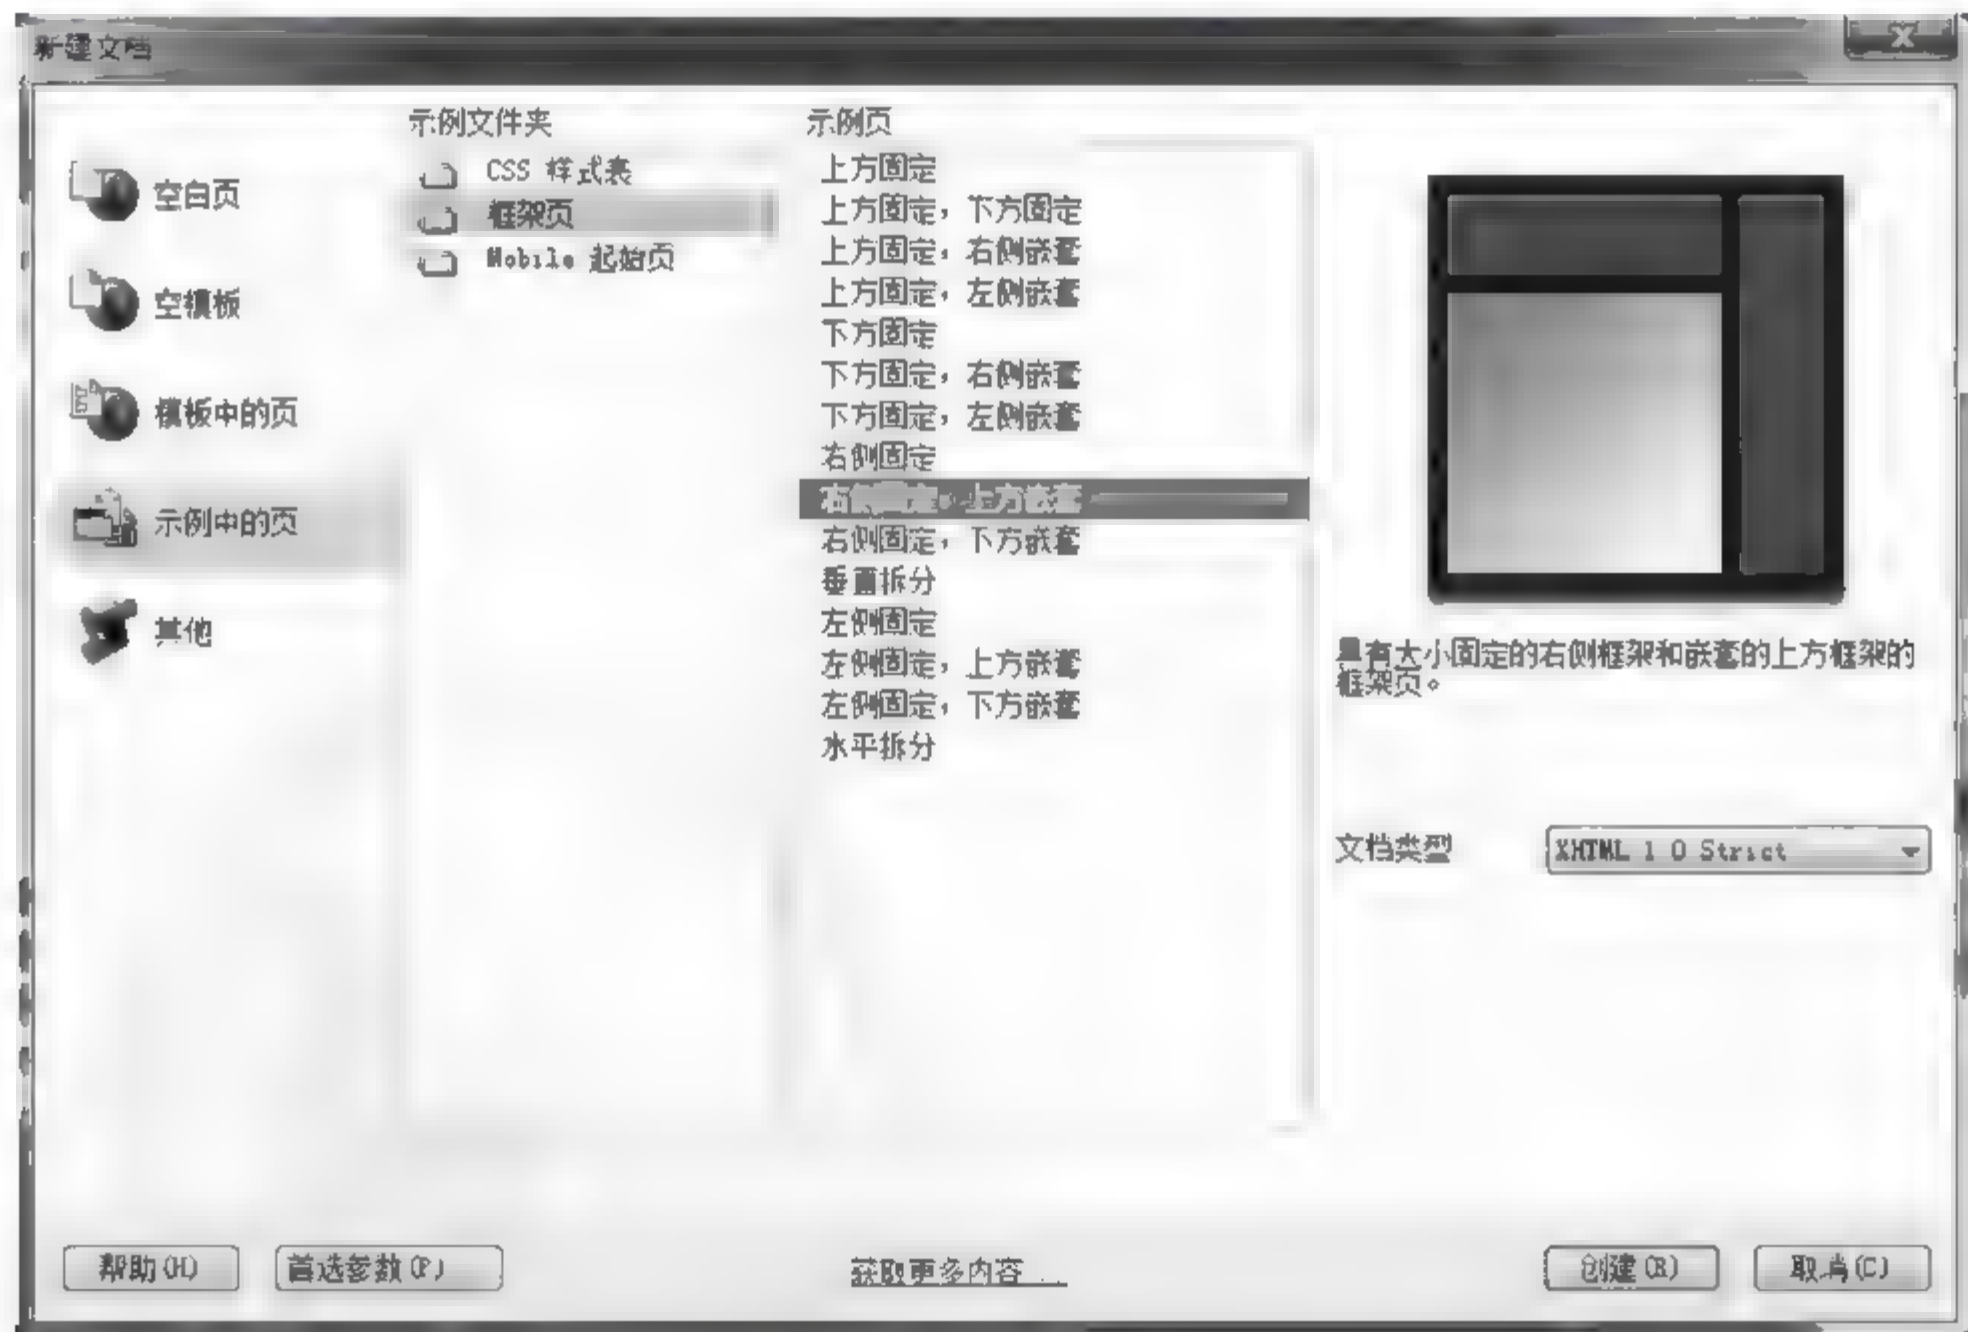 新建文档
空白页
空模板
模板中的页
示例中的页
其他
示例文件夹
CSS 样式表
框架页
Mobile 起始页
示例页
上方固定
上方固定，下方固定
上方固定，右侧嵌套
上方固定，左侧嵌套
下方固定
下方固定，右侧嵌套
下方固定，左侧嵌套
右侧固定
右侧固定，上方嵌套
右侧固定，下方嵌套
垂直拆分
左侧固定
左侧固定，上方嵌套
左侧固定，下方嵌套
水平拆分
具有大小固定的右侧框架和嵌套的上方框架的
框架页。
文档类型
XHTML 1 0 Strict
帮助(H)
首选参数(P)
获取更多内容...
创建(R)
取消(C)